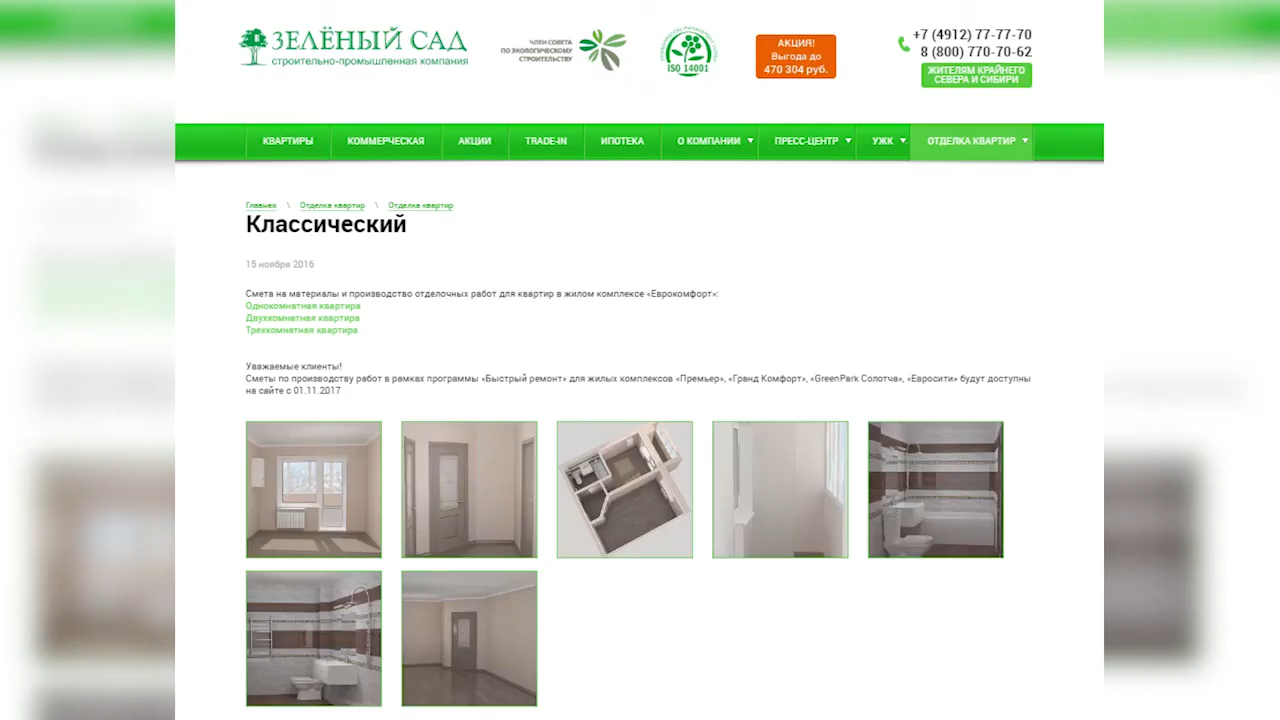 ЗЕЛЁНЫЙ САД
строительно-промышленная компания
ЧЛЕН СОВЕТА
ПО ЭКОЛОГИЧЕСКОМУ
СТРОИТЕЛЬСТВУ
ISO 14001
АКЦИЯ!
Выгода до
470 304 руб.
+7 (4912) 77-77-70
8 (800) 770-70-62
ЖИТЕЛЯМ КРАЙНЕГО
СЕВЕРА И СИБИРИ
КВАРТИРЫ КОММЕРЧЕСКАЯ АКЦИИ TRADE-IN ИПОТЕКА О КОМПАНИИ ПРЕСС-ЦЕНТР УЖК ОТДЕЛКА КВАРТИР
Главная \ Отделка квартир \ Отделка квартир
Классический
15 ноября 2016
Смета на материалы и производство отделочных работ для квартир в жилом комплексе «Еврокомфорт»:
Однокомнатная квартира
Двухкомнатная квартира
Трехкомнатная квартира
Уважаемые клиенты!
Сметы по производству работ в рамках программы «Быстрый ремонт» для жилых комплексов «Премьер», «Гранд Комфорт», «GreenPark Солотча», «Евросити» будут доступны
на сайте с 01.11.2017